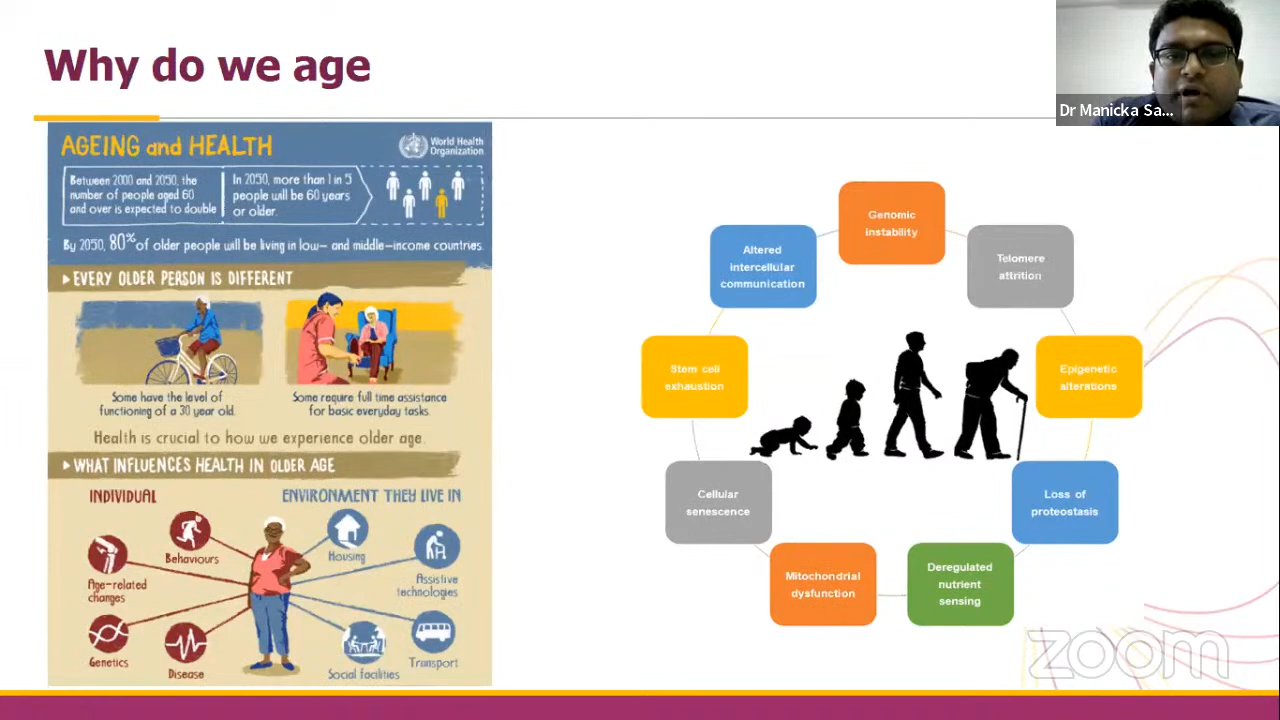 Why do we age
Dr Manicka Sa...
AGEING and HEALTH
World Health
Organization
Between 2000 and 2050, the
number of people aged 60
and over is expected to double
In 2050, more than 1 in 5
people will be 60 years
or older.
By 2050, 80% of older people will be living in low- and middle-income countries.
EVERY OLDER PERSON IS DIFFERENT
Some have the level of
functioning of a 30 year old.
Some require full time assistance
for basic everyday tasks.
Health is crucial to how we experience older age.
WHAT INFLUENCES HEALTH IN OLDER AGE
INDIVIDUAL
ENVIRONMENT THEY LIVE IN
Behaviours
Housing
Age-related
changes
Assistive
technologies
Genetics
Disease
Social facilities
Transport
Genomic
instability
Telomere
attrition
Epigenetic
alterations
Loss of
proteostasis
Deregulated
nutrient
sensing
Mitochondrial
dysfunction
Cellular
senescence
Stem cell
exhaustion
Altered
intercellular
communication
zoom